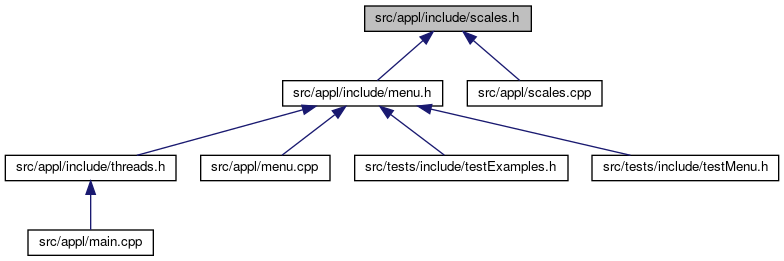 src/appl/include/scales.h
src/appl/include/menu.h
src/appl/scales.cpp
src/appl/include/threads.h
src/appl/menu.cpp
src/tests/include/testExamples.h
src/tests/include/testMenu.h
src/appl/main.cpp